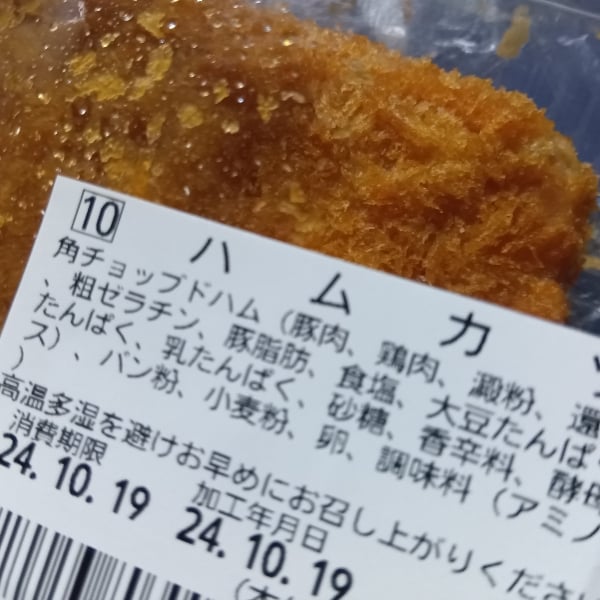 10 ハムカツ
角チョップドハム（豚肉、鶏肉、澱粉、還
、粗ゼラチン、豚脂肪、食塩、大豆たんぱ
たんぱく、乳たんぱく、砂糖、香辛料、酵母
ス）、パン粉、小麦粉、卵、調味料（アミノ
）
高温多湿を避けお早めにお召し上がりくださ
消費期限 加工年月日
24.10.19 24.10.19